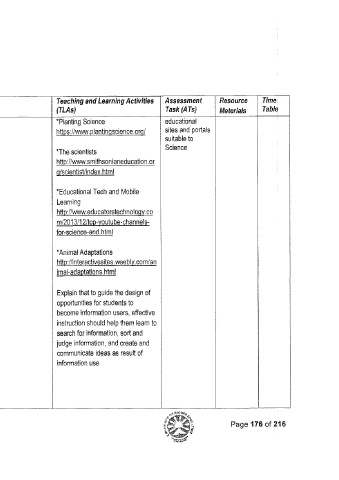 Teaching and Learning Activities
(TLAs)
Assessment
Task (ATs)
Resource
Materials
Time
Table
*Planting Science
https://www.plantingscience.org/
*The scientists
http://www.smithsonianeducation.or
g/scientist/index.html
*Educational Tech and Mobile
Learning
http://www.educatorstechnology.co
m/2013/12/top-youtube-channels-
for-science-and.html
*Animal Adaptations
http://interactivesites.weebly.com/an
imal-adaptations.html
Explain that to guide the design of
opportunities for students to
become information users, effective
instruction should help them learn to
search for information, sort and
judge information, and create and
communicate ideas as result of
information use
educational
sites and portals
suitable to
Science
Page 176 of 216